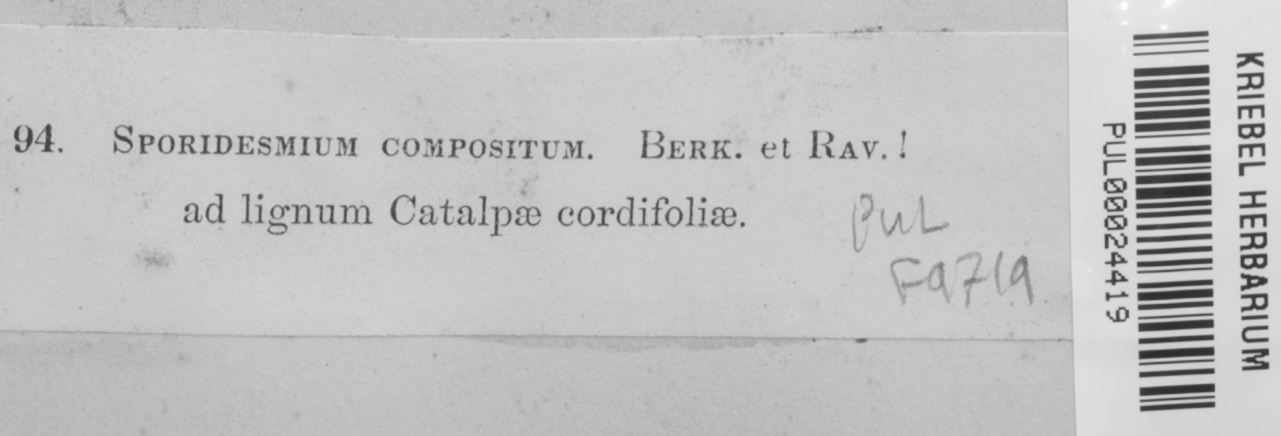 94. SPORIDESMIUM COMPOSITUM. BERK. et RAV.!
ad lignum Catalpæ cordifoliæ.
PUL
F9719
PUL00024419
KRIEBEL HERBARIUM